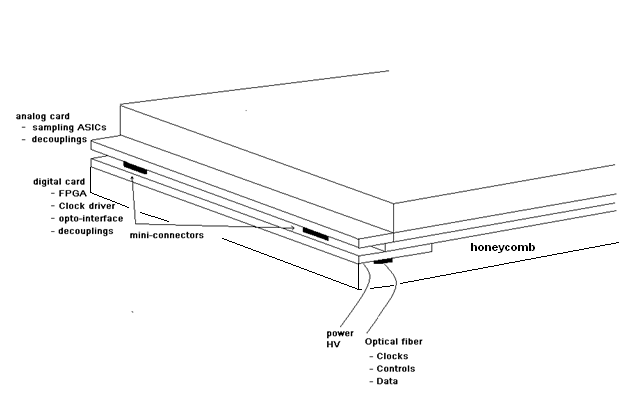 analog card
- sampling ASICs
- decouplings
digital card
- FPGA
- Clock driver
- opto-interface
- decouplings
mini-connectors
honeycomb
power
HV
Optical fiber
- Clocks
- Controls
- Data